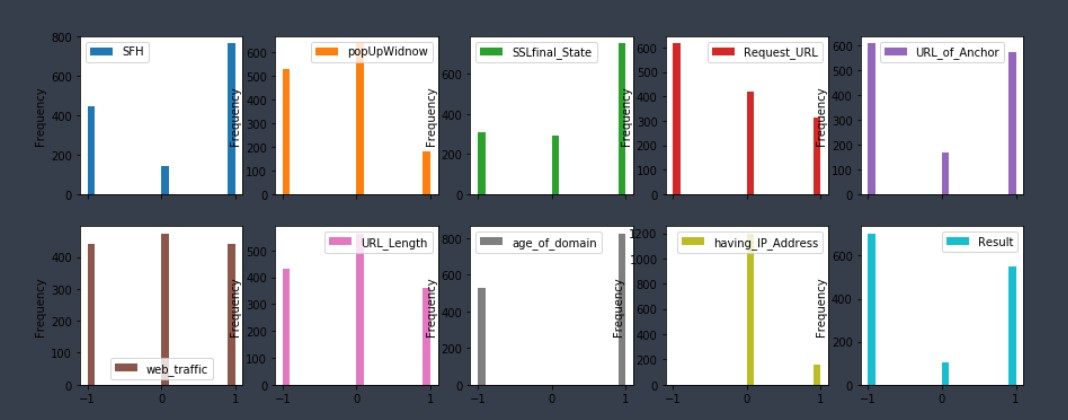 800
600
400
200
0
Frequency
SFH
600
500
400
300
200
100
0
Frequency
popUpWidnow
600
400
200
0
Frequency
SSLfinal_State
600
500
400
300
200
100
0
Frequency
Request_URL
600
500
400
300
200
100
0
Frequency
URL_of_Anchor
400
300
200
100
0
Frequency
web_traffic
−1 0 1
500
400
300
200
100
0
Frequency
URL_Length
−1 0 1
800
600
400
200
0
Frequency
age_of_domain
−1 0 1
1200
1000
800
600
400
200
0
Frequency
having_IP_Address
−1 0 1
600
400
200
0
Frequency
Result
−1 0 1